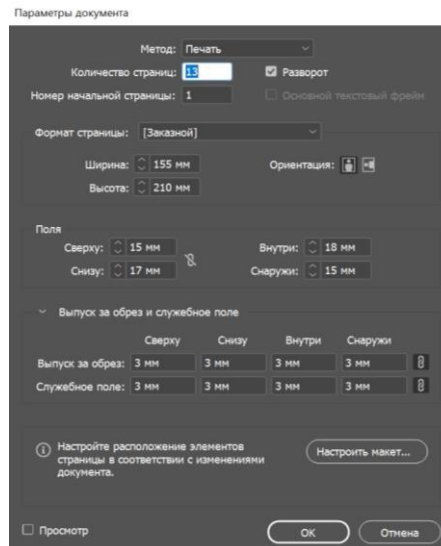 Параметры документа
Метод: Печать
Количество страниц: 13 Разворот
Номер начальной страницы: 1 Основной текстовый фрейм
Формат страницы: [Заказной]
Ширина: 155 мм Ориентация:
Высота: 210 мм
Поля
Сверху: 15 мм Внутри: 18 мм
Снизу: 17 мм Снаружи: 15 мм
Выпуск за обрез и служебное поле
Сверху Снизу Внутри Снаружи
Выпуск за обрез: 3 мм 3 мм 3 мм 3 мм
Служебное поле: 3 мм 3 мм 3 мм 3 мм
Настройте расположение элементов
страницы в соответствии с изменениями
документа.
Настроить макет...
Просмотр ОК Отмена